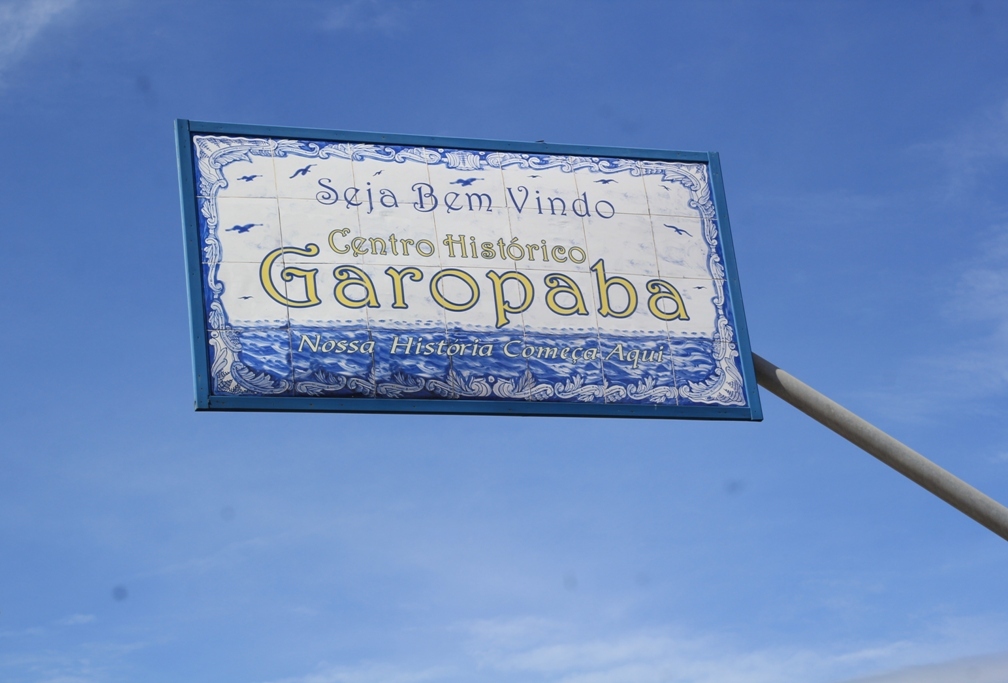 Seja Bem Vindo
Centro Histórico
Garopaba
Nossa História Começa Aqui